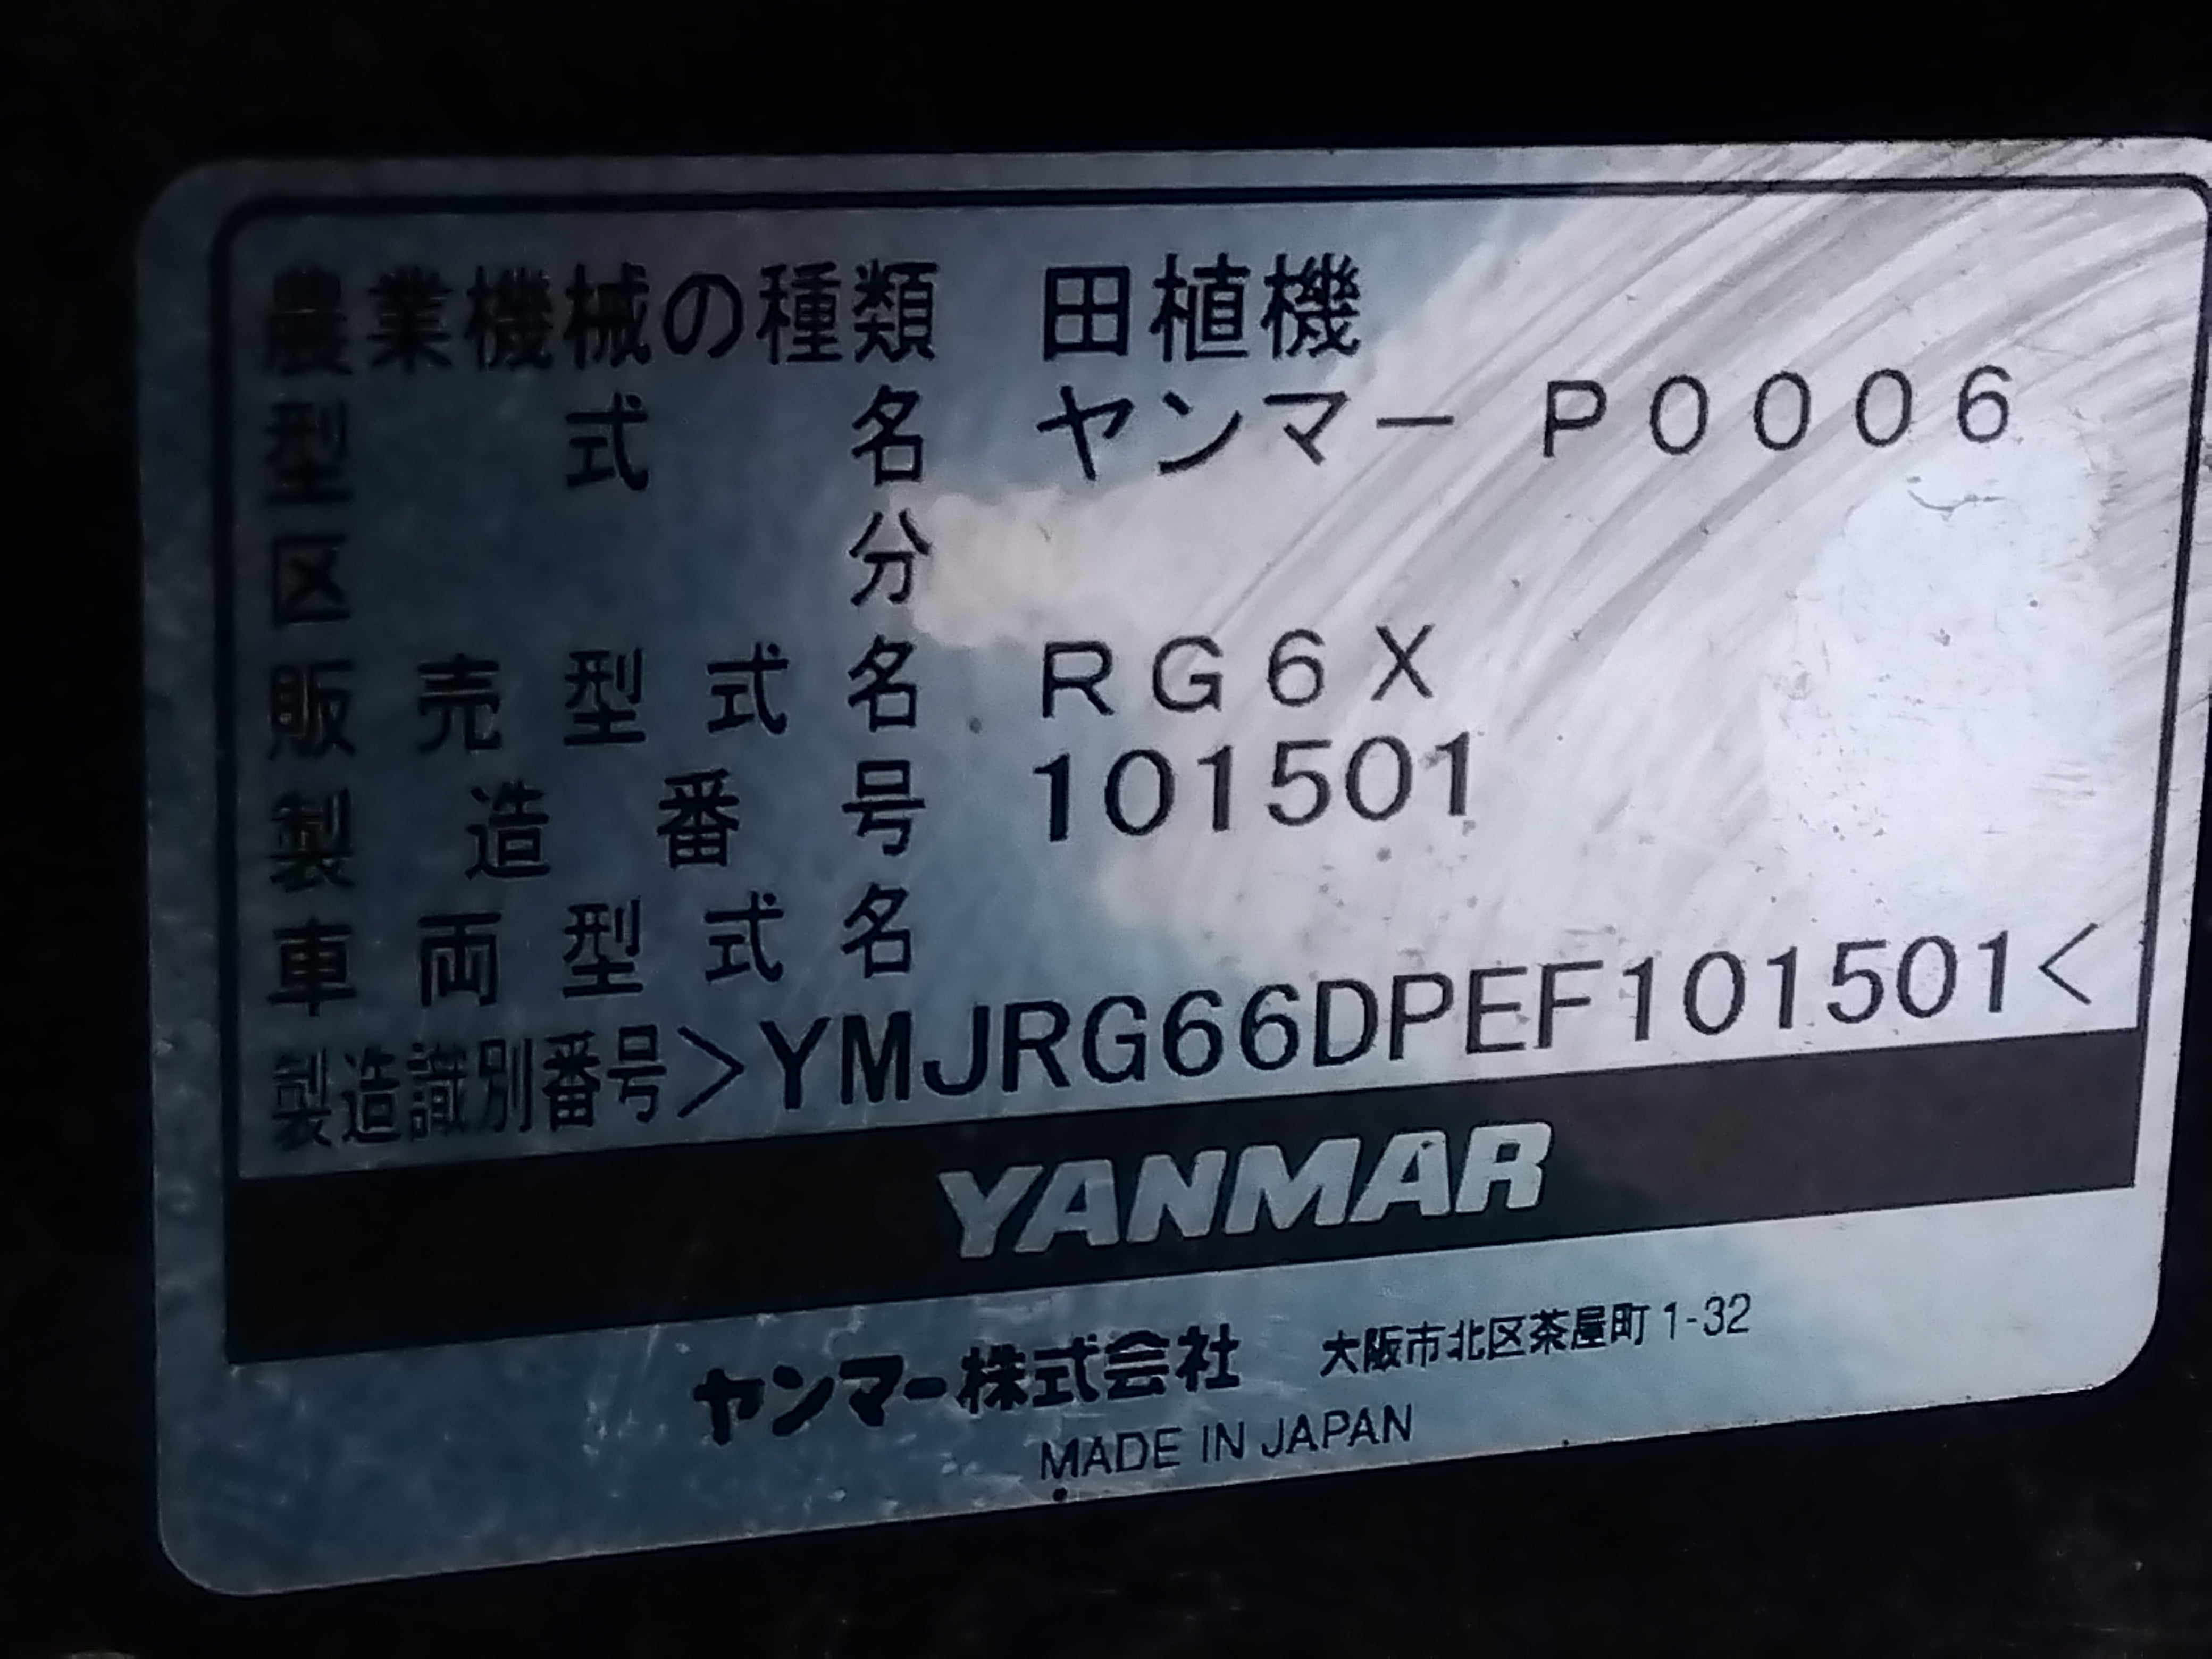 農業機械の種類 田植機
型式名 ヤンマー P0006
区分
販売型式名 RG6X
製造番号 101501
車両型式名
製造識別番号>YMJRG66DPEF101501<
YANMAR
ヤンマー株式会社 大阪市北区茶屋町1-32
MADE IN JAPAN